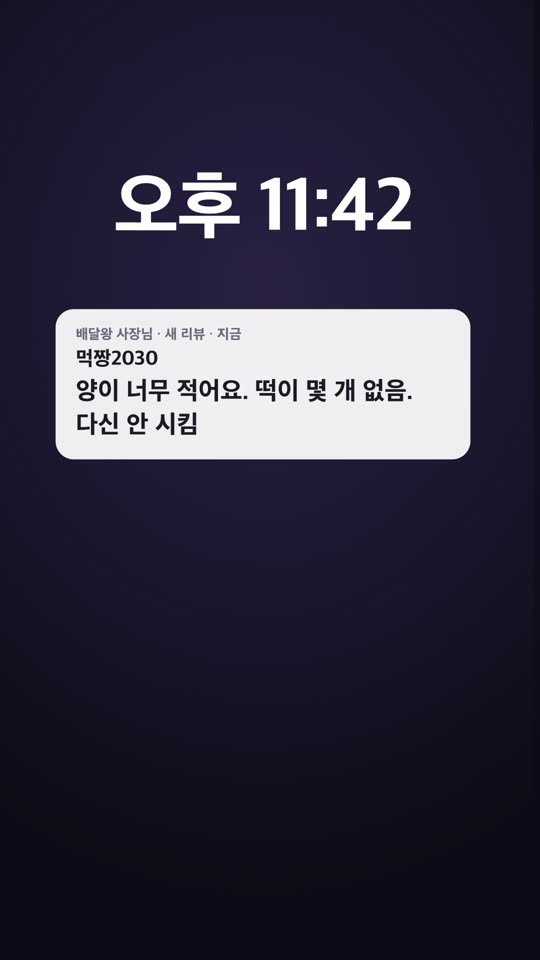 오후 11:42
배달왕 사장님 · 새 리뷰 · 지금
먹짱2030
양이 너무 적어요. 떡이 몇 개 없음.
다신 안 시킴